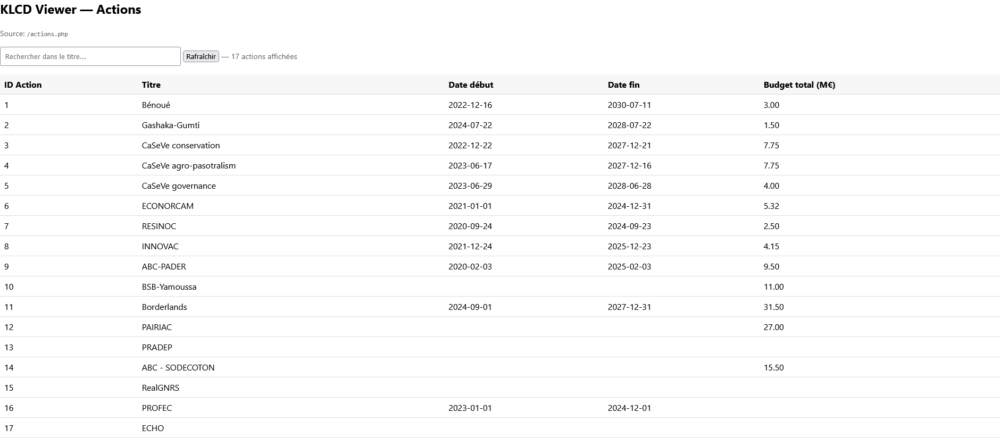 KLCD Viewer — Actions
Source: /actions.php
Rechercher dans le titre... Rafraîchir — 17 actions affichées
ID Action Titre Date début Date fin Budget total (M€)
1 Bénoué 2022-12-16 2030-07-11 3.00
2 Gashaka-Gumti 2024-07-22 2028-07-22 1.50
3 CaSeVe conservation 2022-12-22 2027-12-21 7.75
4 CaSeVe agro-pasotralism 2023-06-17 2027-12-16 7.75
5 CaSeVe governance 2023-06-29 2028-06-28 4.00
6 ECONORCAM 2021-01-01 2024-12-31 5.32
7 RESINOC 2020-09-24 2024-09-23 2.50
8 INNOVAC 2021-12-24 2025-12-23 4.15
9 ABC-PADER 2020-02-03 2025-02-03 9.50
10 BSB-Yamoussa 11.00
11 Borderlands 2024-09-01 2027-12-31 31.50
12 PAIRIAC 27.00
13 PRADEP
14 ABC - SODECOTON 15.50
15 RealGNRS
16 PROFEC 2023-01-01 2024-12-01
17 ECHO